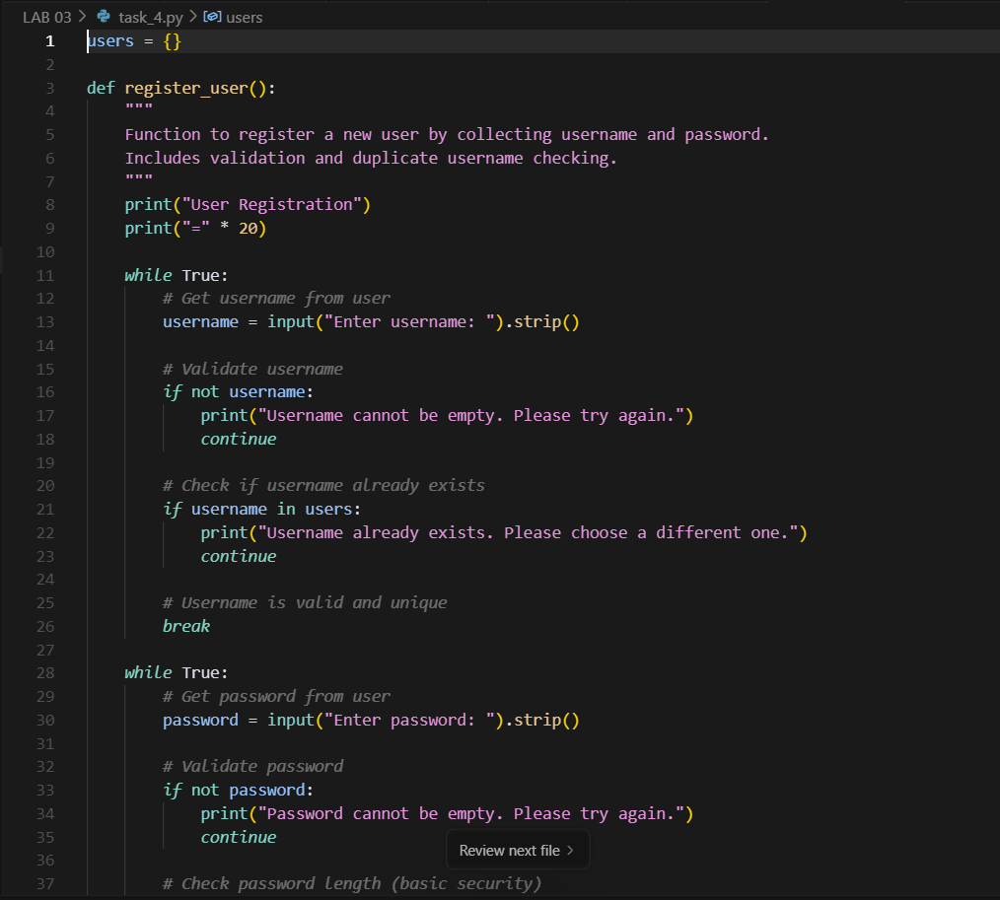 LAB 03 > task_4.py > users
1 users = {}
2
3 def register_user():
4     """
5     Function to register a new user by collecting username and password.
6     Includes validation and duplicate username checking.
7     """
8     print("User Registration")
9     print("=" * 20)
10
11     while True:
12         # Get username from user
13         username = input("Enter username: ").strip()
14
15         # Validate username
16         if not username:
17             print("Username cannot be empty. Please try again.")
18             continue
19
20         # Check if username already exists
21         if username in users:
22             print("Username already exists. Please choose a different one.")
23             continue
24
25         # Username is valid and unique
26         break
27
28     while True:
29         # Get password from user
30         password = input("Enter password: ").strip()
31
32         # Validate password
33         if not password:
34             print("Password cannot be empty. Please try again.")
35             continue
Review next file >
36
37         # Check password length (basic security)